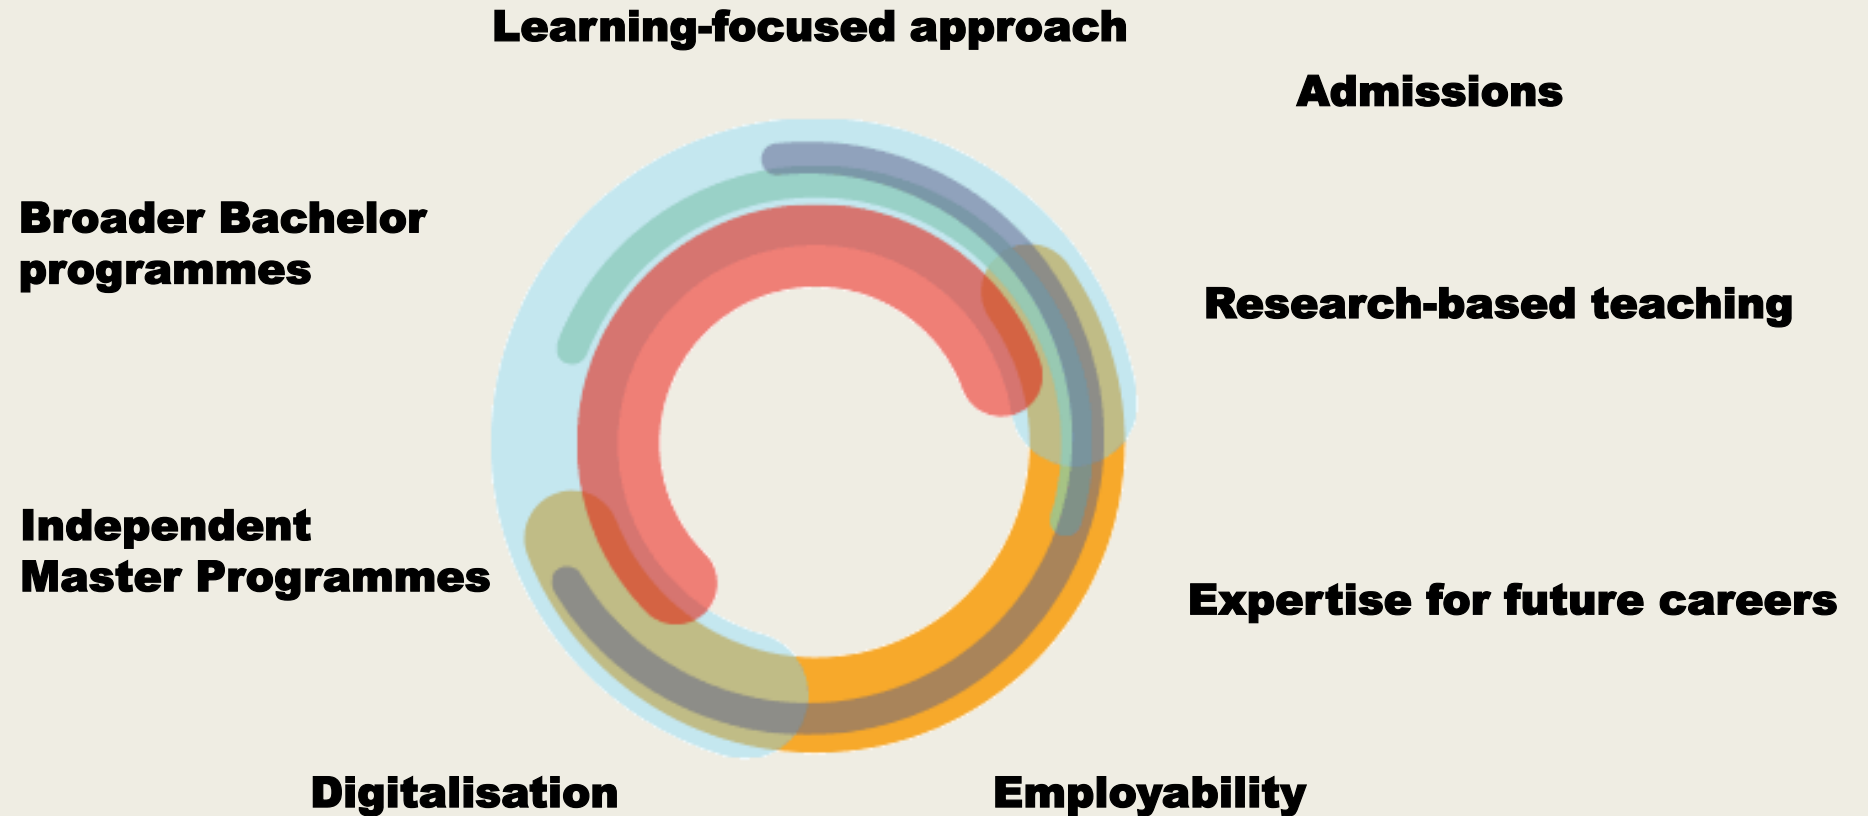 Learning-focused approach
Admissions
Broader Bachelor
programmes
Research-based teaching
Independent
Master Programmes
Expertise for future careers
Digitalisation
Employability